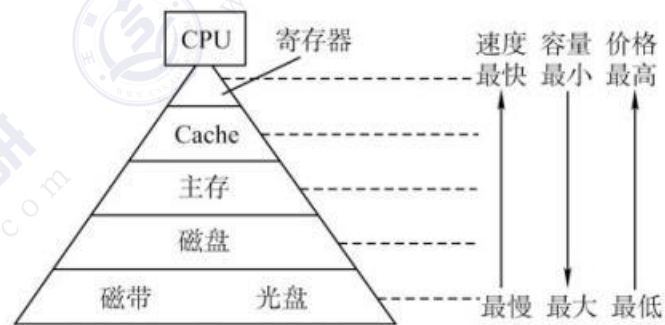 CPU
寄存器
速度 容量 价格
最快 最小 最高
Cache
主存
磁盘
磁带 光盘
最慢 最大 最低